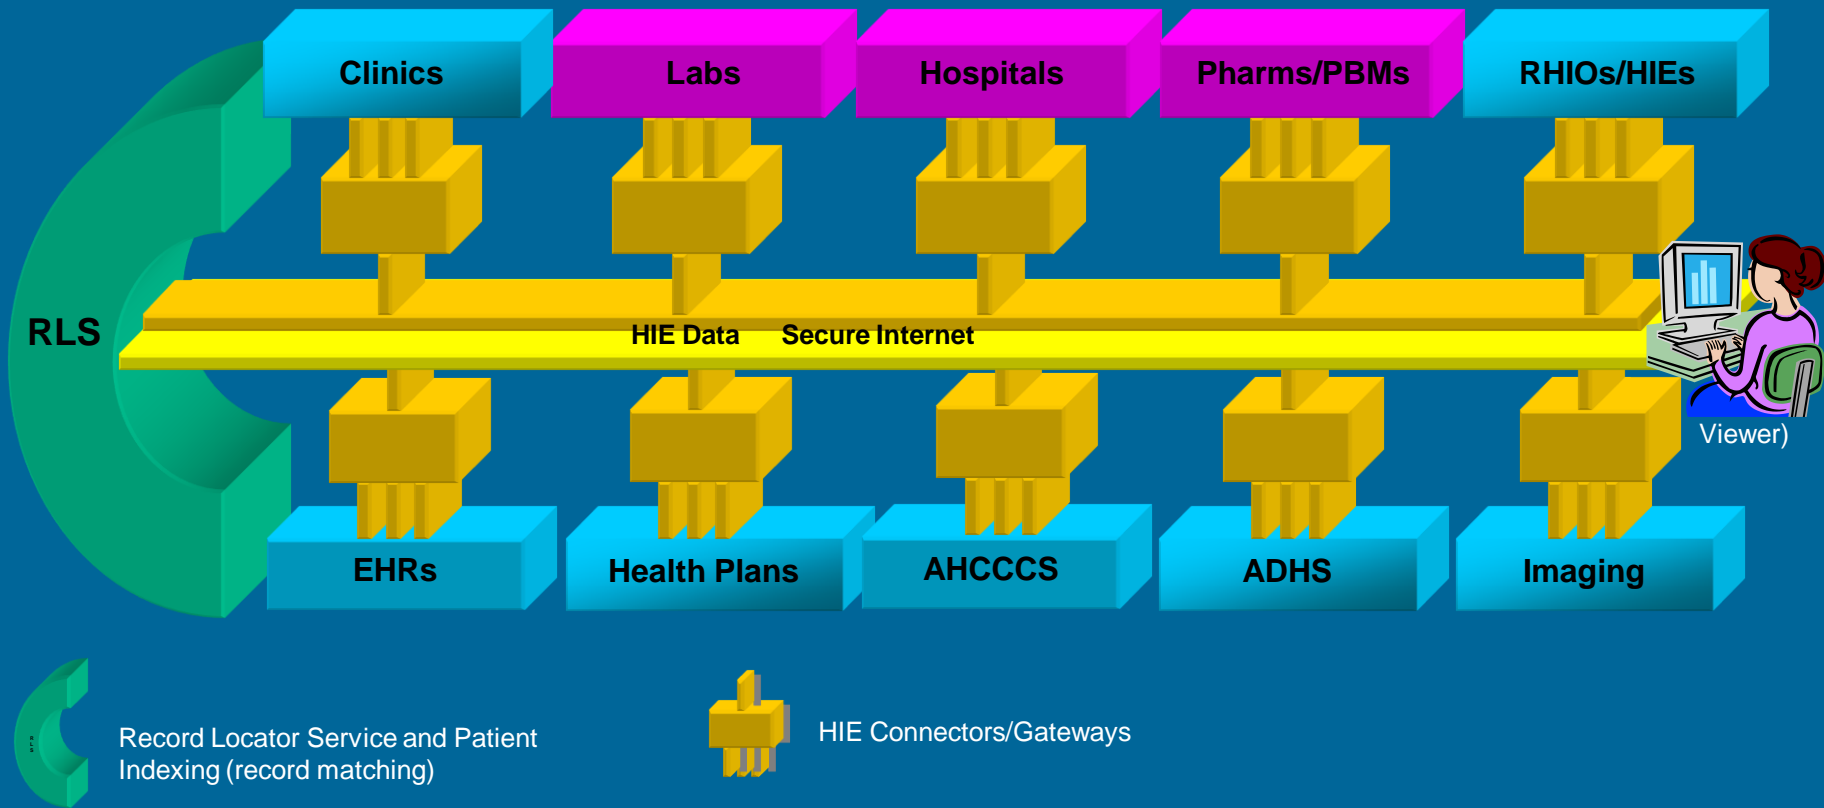 Clinics
Labs
Hospitals
Pharms/PBMs
RHIOs/HIEs
RLS
HIE Data Secure Internet
Viewer)
EHRs
Health Plans
AHCCCS
ADHS
Imaging
RLS
Record Locator Service and Patient
Indexing (record matching)
HIE Connectors/Gateways